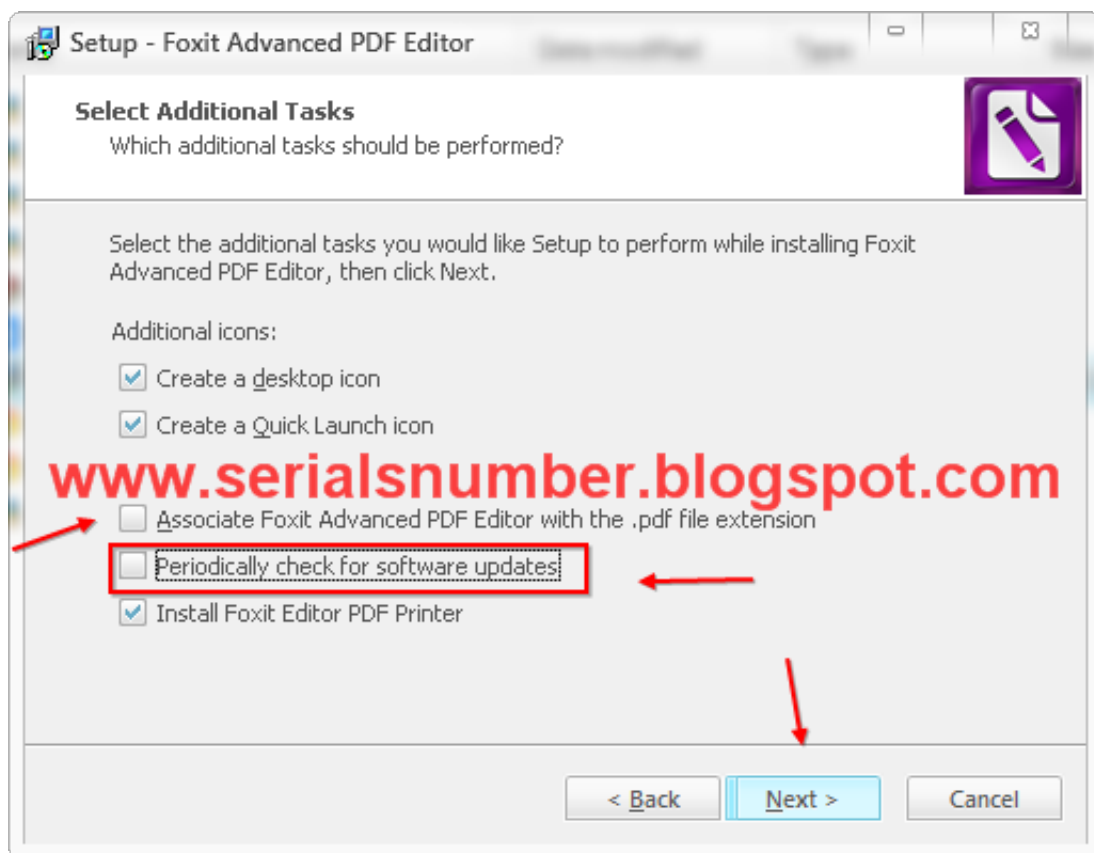 Setup - Foxit Advanced PDF Editor
Select Additional Tasks
Which additional tasks should be performed?
Select the additional tasks you would like Setup to perform while installing Foxit
Advanced PDF Editor, then click Next.
Additional icons:
Create a desktop icon
Create a Quick Launch icon
www.serialsnumber.blogspot.com
Associate Foxit Advanced PDF Editor with the .pdf file extension
Periodically check for software updates
Install Foxit Editor PDF Printer
< Back Next > Cancel